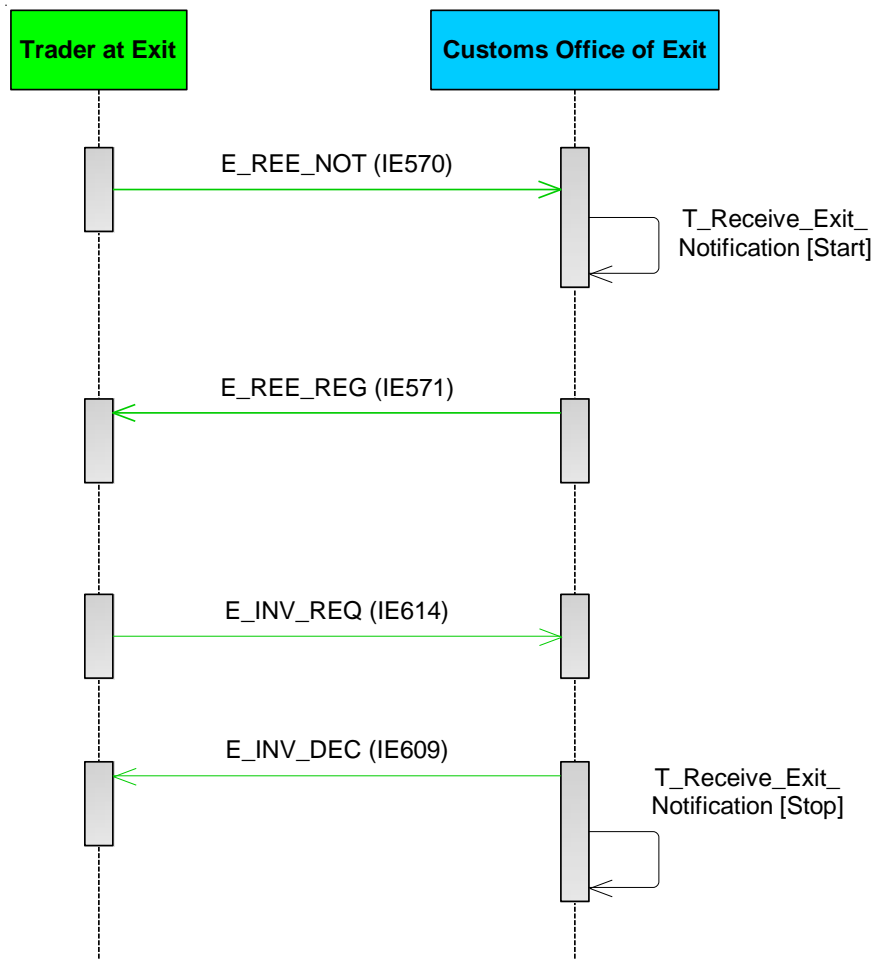 Trader at Exit
Customs Office of Exit
E_REE_NOT (IE570)
T_Receive_Exit_
Notification [Start]
E_REE_REG (IE571)
E_INV_REQ (IE614)
E_INV_DEC (IE609)
T_Receive_Exit_
Notification [Stop]